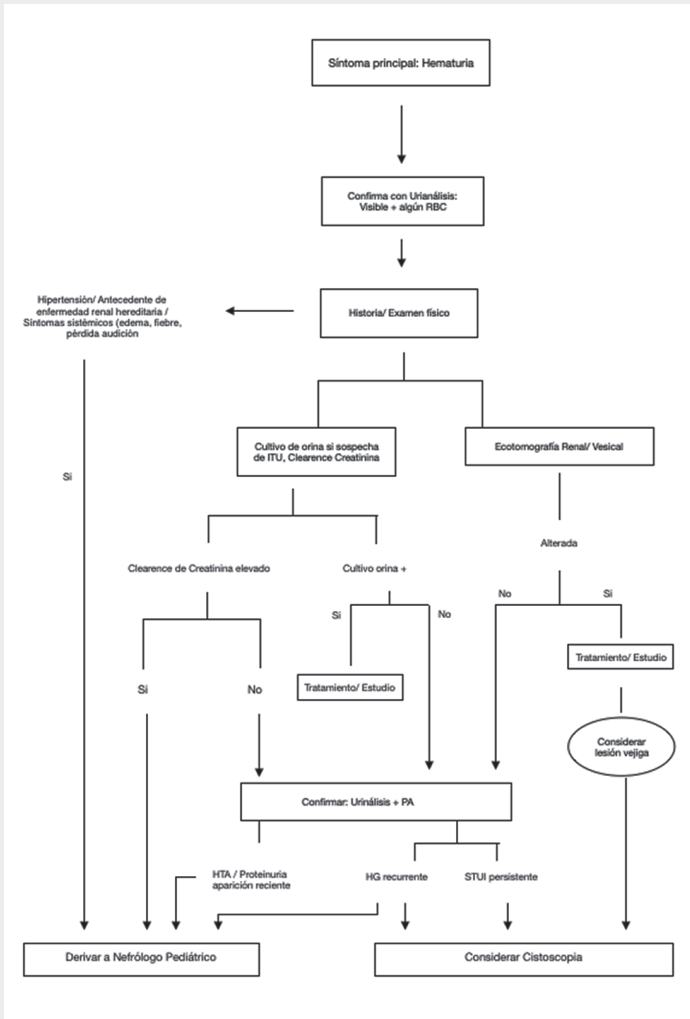 Síntoma principal: Hematuria
Confirma con Uriánálisis:
Visible + algún RBC
Hipertensión/ Antecedente de
enfermedad renal hereditaria /
Síntomas sistémicos (edema, fiebre,
pérdida audición
Historia/ Examen físico
Cultivo de orina si sospecha
de ITU, Clearence Creatinina
Ecotomografía Renal/ Vesical
Si
Alterada
Clearence de Creatinina elevado
Cultivo orina +
No
Si
Si
No
Tratamiento/ Estudio
Si
No
Tratamiento/ Estudio
Considerar
lesión vejiga
Confirmar: Urinálisis + PA
HTA / Proteinuria
aparición reciente
HG recurrente
STUI persistente
Derivar a Nefrólogo Pediátrico
Considerar Cistoscopia